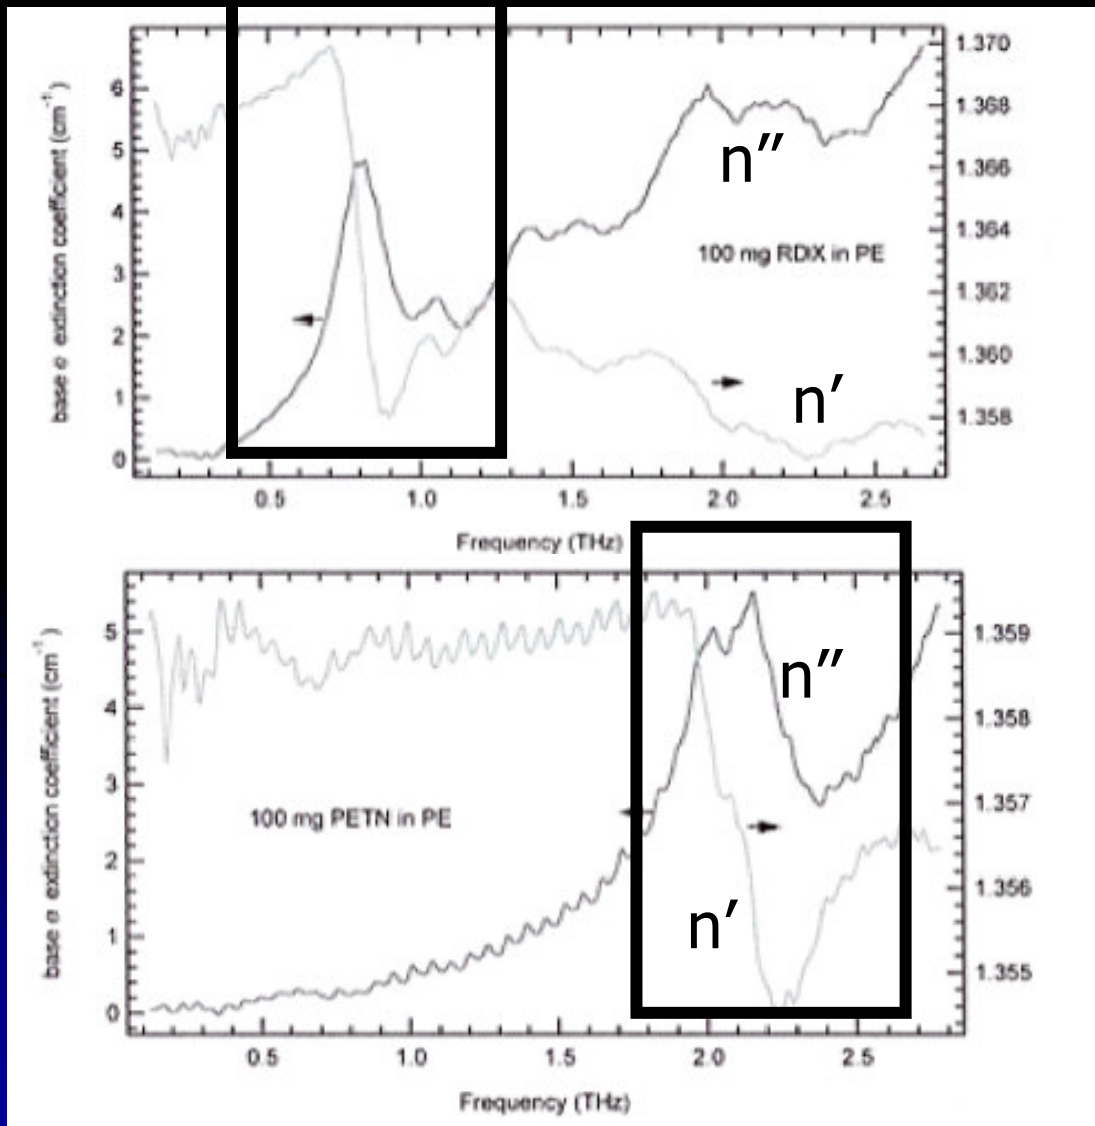 base e extinction coefficient (cm⁻¹)
6
5
4
3
2
1
0
1.370
1.368
1.366
1.364
1.362
1.360
1.358
n″
100 mg RDX in PE
n′
0.5 1.0 1.5 2.0 2.5
Frequency (THz)
base e extinction coefficient (cm⁻¹)
5
4
3
2
1
0
1.359
1.358
1.357
1.356
1.355
n″
100 mg PETN in PE
n′
0.5 1.0 1.5 2.0 2.5
Frequency (THz)